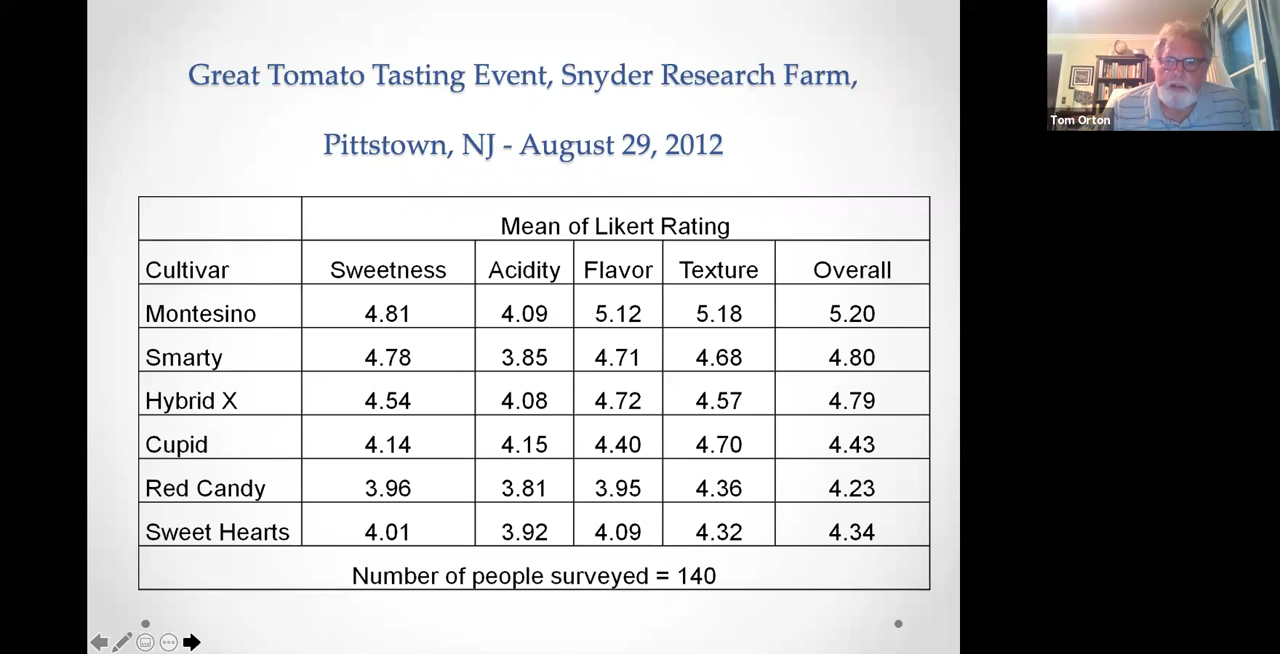 Great Tomato Tasting Event, Snyder Research Farm,
Pittstown, NJ - August 29, 2012
Tom Orton
Mean of Likert Rating
Cultivar Sweetness Acidity Flavor Texture Overall
Montesino 4.81 4.09 5.12 5.18 5.20
Smarty 4.78 3.85 4.71 4.68 4.80
Hybrid X 4.54 4.08 4.72 4.57 4.79
Cupid 4.14 4.15 4.40 4.70 4.43
Red Candy 3.96 3.81 3.95 4.36 4.23
Sweet Hearts 4.01 3.92 4.09 4.32 4.34
Number of people surveyed = 140